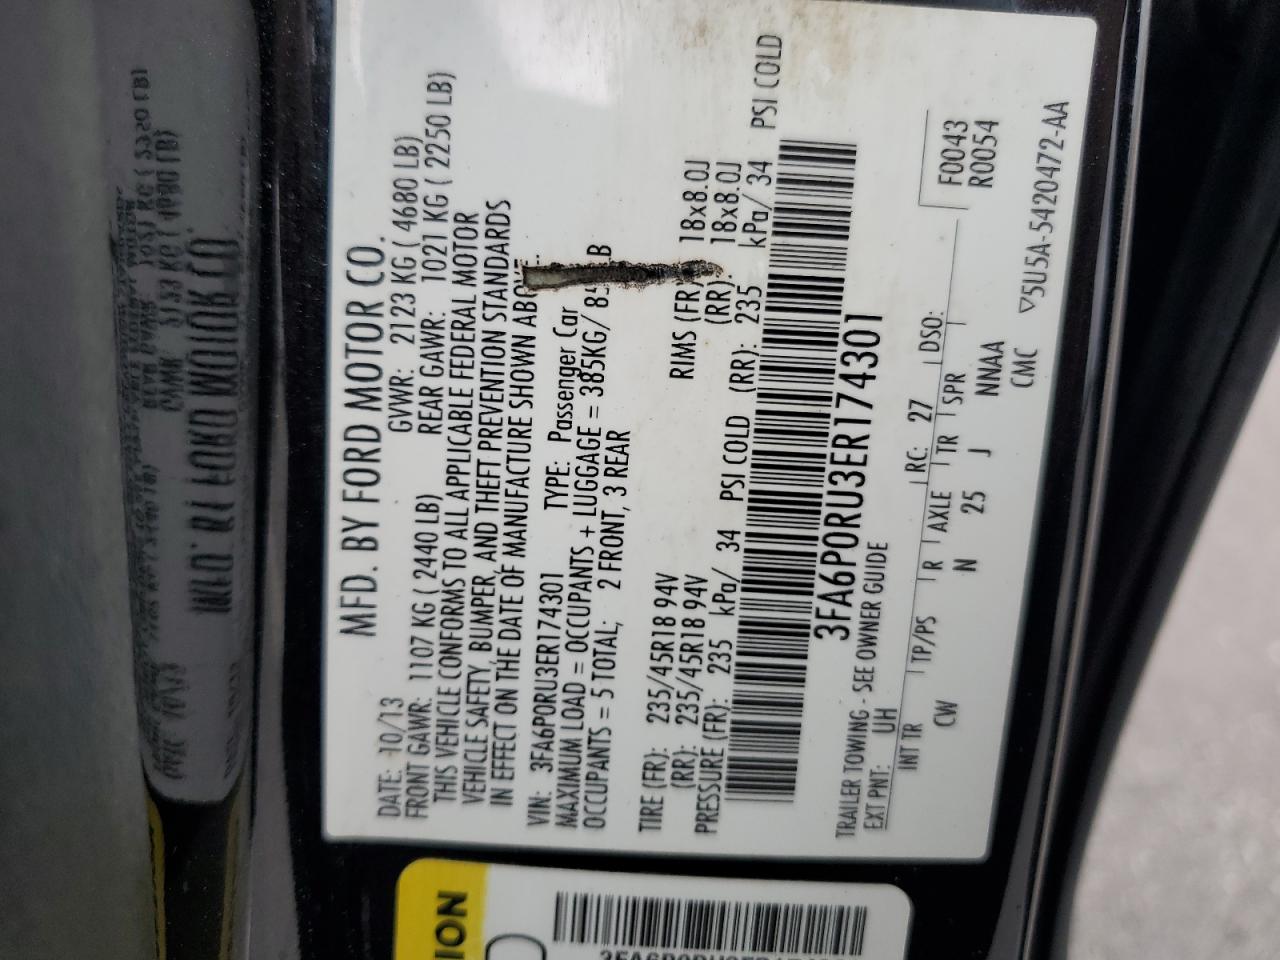 MFD. BY FORD MOTOR CO.
DATE: 10/13 GVWR: 2123 KG ( 4680 LB)
FRONT GAWR: 1107 KG ( 2440 LB) REAR GAWR: 1021 KG ( 2250 LB)
THIS VEHICLE CONFORMS TO ALL APPLICABLE FEDERAL MOTOR
VEHICLE SAFETY, BUMPER, AND THEFT PREVENTION STANDARDS
IN EFFECT ON THE DATE OF MANUFACTURE SHOWN
VIN: 3FA6P0RU3ER174301 TYPE: Passenger Car
MAXIMUM LOAD = OCCUPANTS + LUGGAGE = 385KG/
OCCUPANTS = 5 TOTAL; 2 FRONT, 3 REAR
TIRE (FR): 235/45R18 94V RIMS (FR) 18x8.0J
(RR): 235/45R18 94V (RR): 18x8.0J
PRESSURE (FR): 235 kPa/ 34 PSI COLD (RR): 235 kPa/ 34 PSI COLD
3FA6P0RU3ER174301
TRAILER TOWING - SEE OWNER GUIDE
EXT PNT: UH RC: 27 DSO: F0043
R0054
INT TR TP/PS R AXLE TR SPR
CW N 25 J NNAA
CMC ▽5U5A-5420472-AA
ION